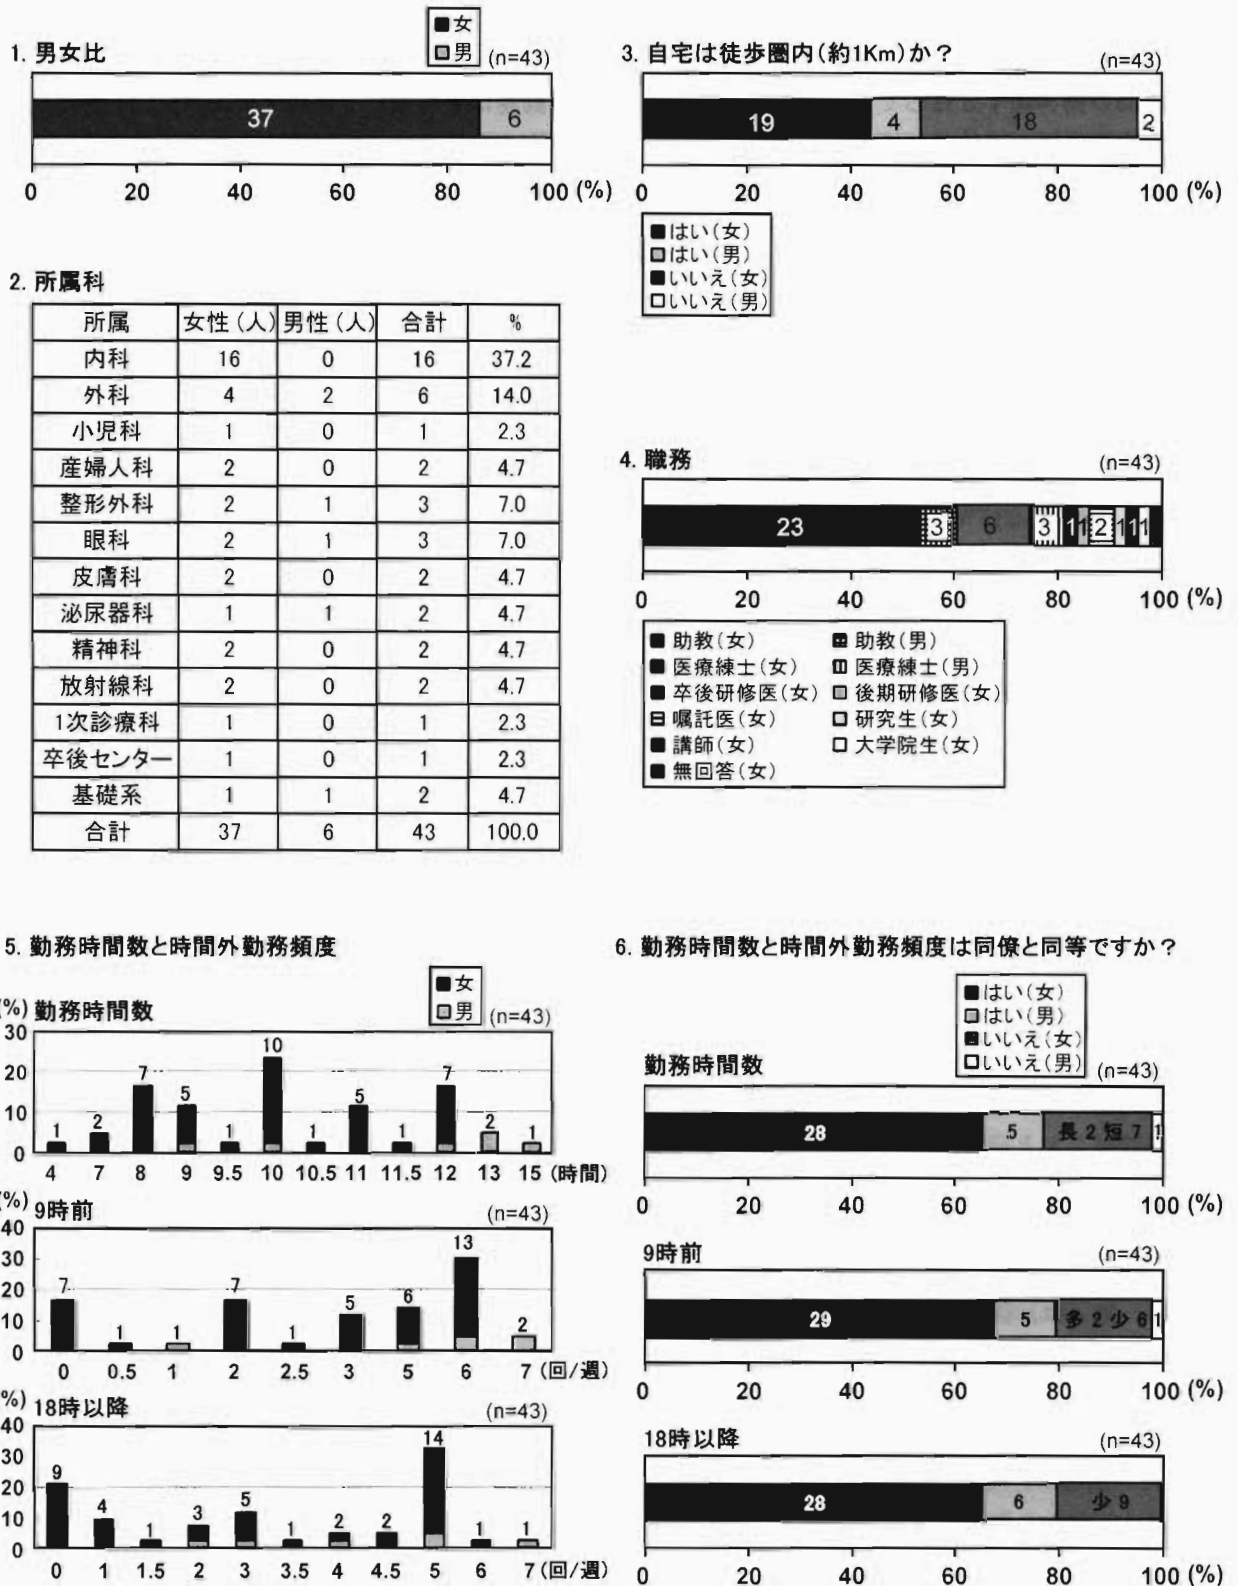 1. 男女比
■女
□男 (n=43)
37 6
0 20 40 60 80 100 (%)
2. 所属科
所属 女性(人) 男性(人) 合計 %
内科 16 0 16 37.2
外科 4 2 6 14.0
小児科 1 0 1 2.3
産婦人科 2 0 2 4.7
整形外科 2 1 3 7.0
眼科 2 1 3 7.0
皮膚科 2 0 2 4.7
泌尿器科 1 1 2 4.7
精神科 2 0 2 4.7
放射線科 2 0 2 4.7
1次診療科 1 0 1 2.3
卒後センター 1 0 1 2.3
基礎系 1 1 2 4.7
合計 37 6 43 100.0
3. 自宅は徒歩圏内(約1Km)か?
(n=43)
19 4 18 2
0 20 40 60 80 100 (%)
■はい(女)
□はい(男)
■いいえ(女)
□いいえ(男)
4. 職務
(n=43)
23 3 6 3 1 1 2 1 1 1
0 20 40 60 80 100 (%)
助教(女) 助教(男)
医療練士(女) 医療練士(男)
卒後研修医(女) 後期研修医(女)
嘱託医(女) 研究生(女)
講師(女) 大学院生(女)
無回答(女)
5. 勤務時間数と時間外勤務頻度
■女
□男 (n=43)
(%) 勤務時間数
30
20
10
0
1 2 7 5 1 10 1 5 1 7 2 1
4 7 8 9 9.5 10 10.5 11 11.5 12 13 15 (時間)
(%) 9時前
(n=43)
40
30
20
10
0
7 1 1 7 1 5 6 13 2
0 0.5 1 2 2.5 3 5 6 7 (回/週)
%) 18時以降
(n=43)
40
30
20
10
0
9 4 1 3 5 1 2 2 14 1 1
0 1 1.5 2 3 3.5 4 4.5 5 6 7 (回/週)
6. 勤務時間数と時間外勤務頻度は同僚と同等ですか?
■はい(女)
□はい(男)
■いいえ(女)
□いいえ(男)
勤務時間数
(n=43)
28 5 長2短7 1
0 20 40 60 80 100 (%)
9時前
(n=43)
29 5 多2少6 1
0 20 40 60 80 100 (%)
18時以降
(n=43)
28 6 少9
0 20 40 60 80 100 (%)